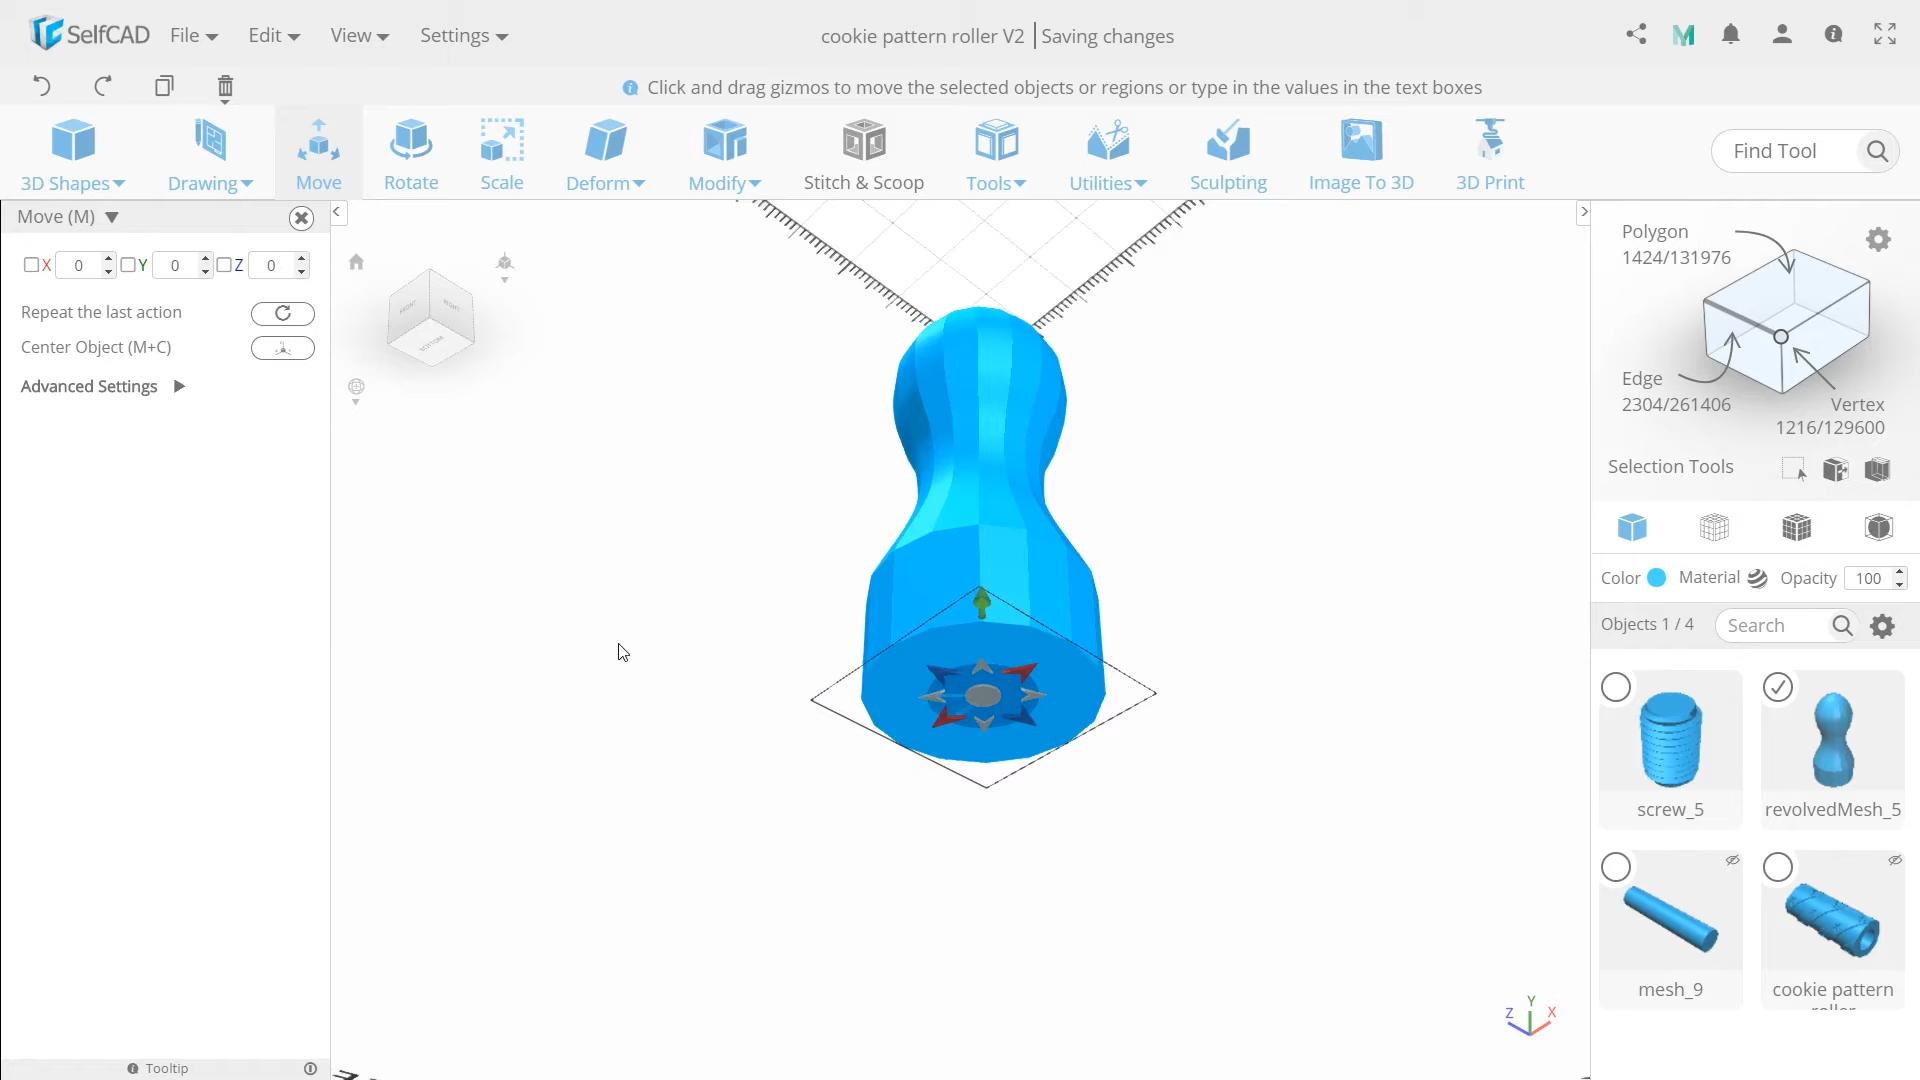 SelfCAD File Edit View Settings cookie pattern roller V2 Saving changes
Click and drag gizmos to move the selected objects or regions or type in the values in the text boxes
3D Shapes Drawing Move Rotate Scale Deform Modify Stitch & Scoop Tools Utilities Sculpting Image To 3D 3D Print Find Tool
Move (M)
X 0 Y 0 Z 0
Repeat the last action
Center Object (M+C)
Advanced Settings
FRONT RIGHT
BOTTOM
Polygon
1424/131976
Edge
2304/261406
Vertex
1216/129600
Selection Tools
Color Material Opacity 100
Objects 1 / 4 Search
screw_5 revolvedMesh_5
mesh_9 cookie pattern
roller
Y
Z X
Tooltip